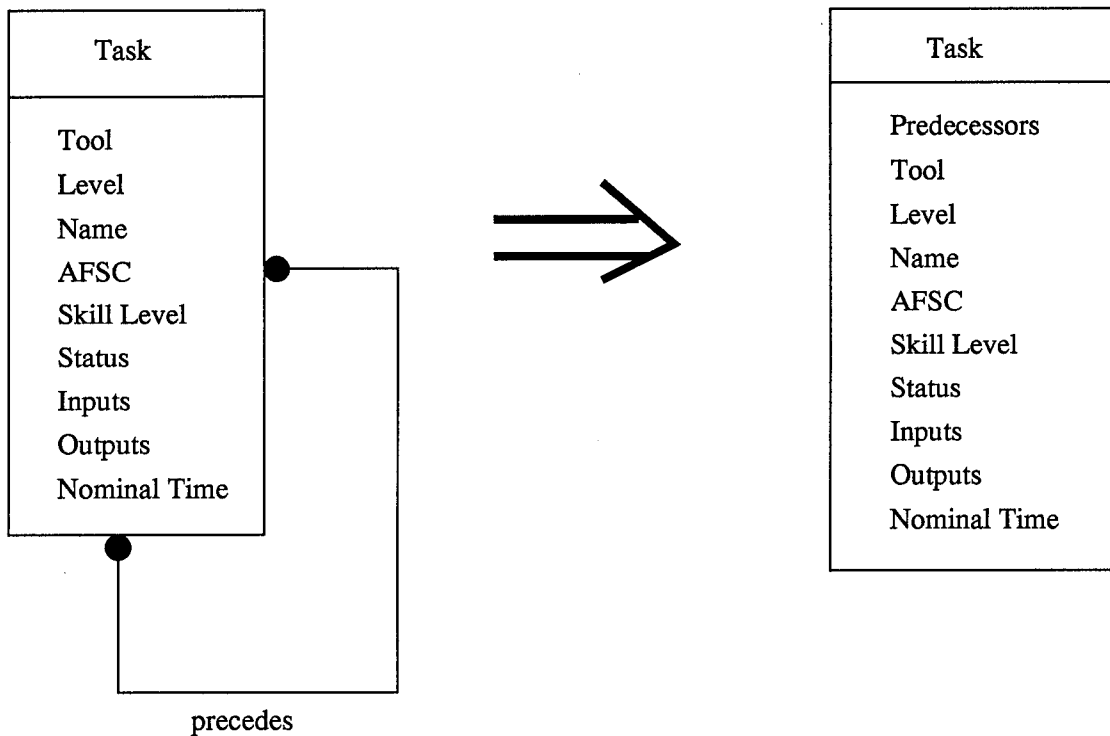 Task
Tool
Level
Name
AFSC
Skill Level
Status
Inputs
Outputs
Nominal Time
precedes
Task
Predecessors
Tool
Level
Name
AFSC
Skill Level
Status
Inputs
Outputs
Nominal Time